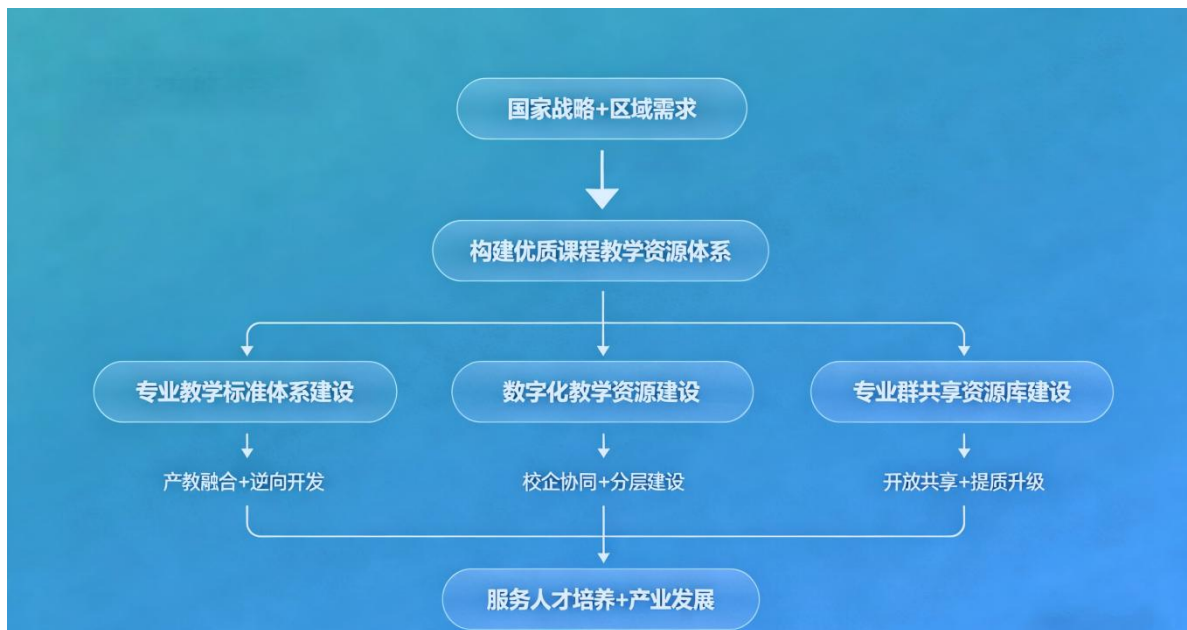 国家战略+区域需求
构建优质课程教学资源体系
专业教学标准体系建设
数字化教学资源建设
专业群共享资源库建设
产教融合+逆向开发
校企协同+分层建设
开放共享+提质升级
服务人才培养+产业发展